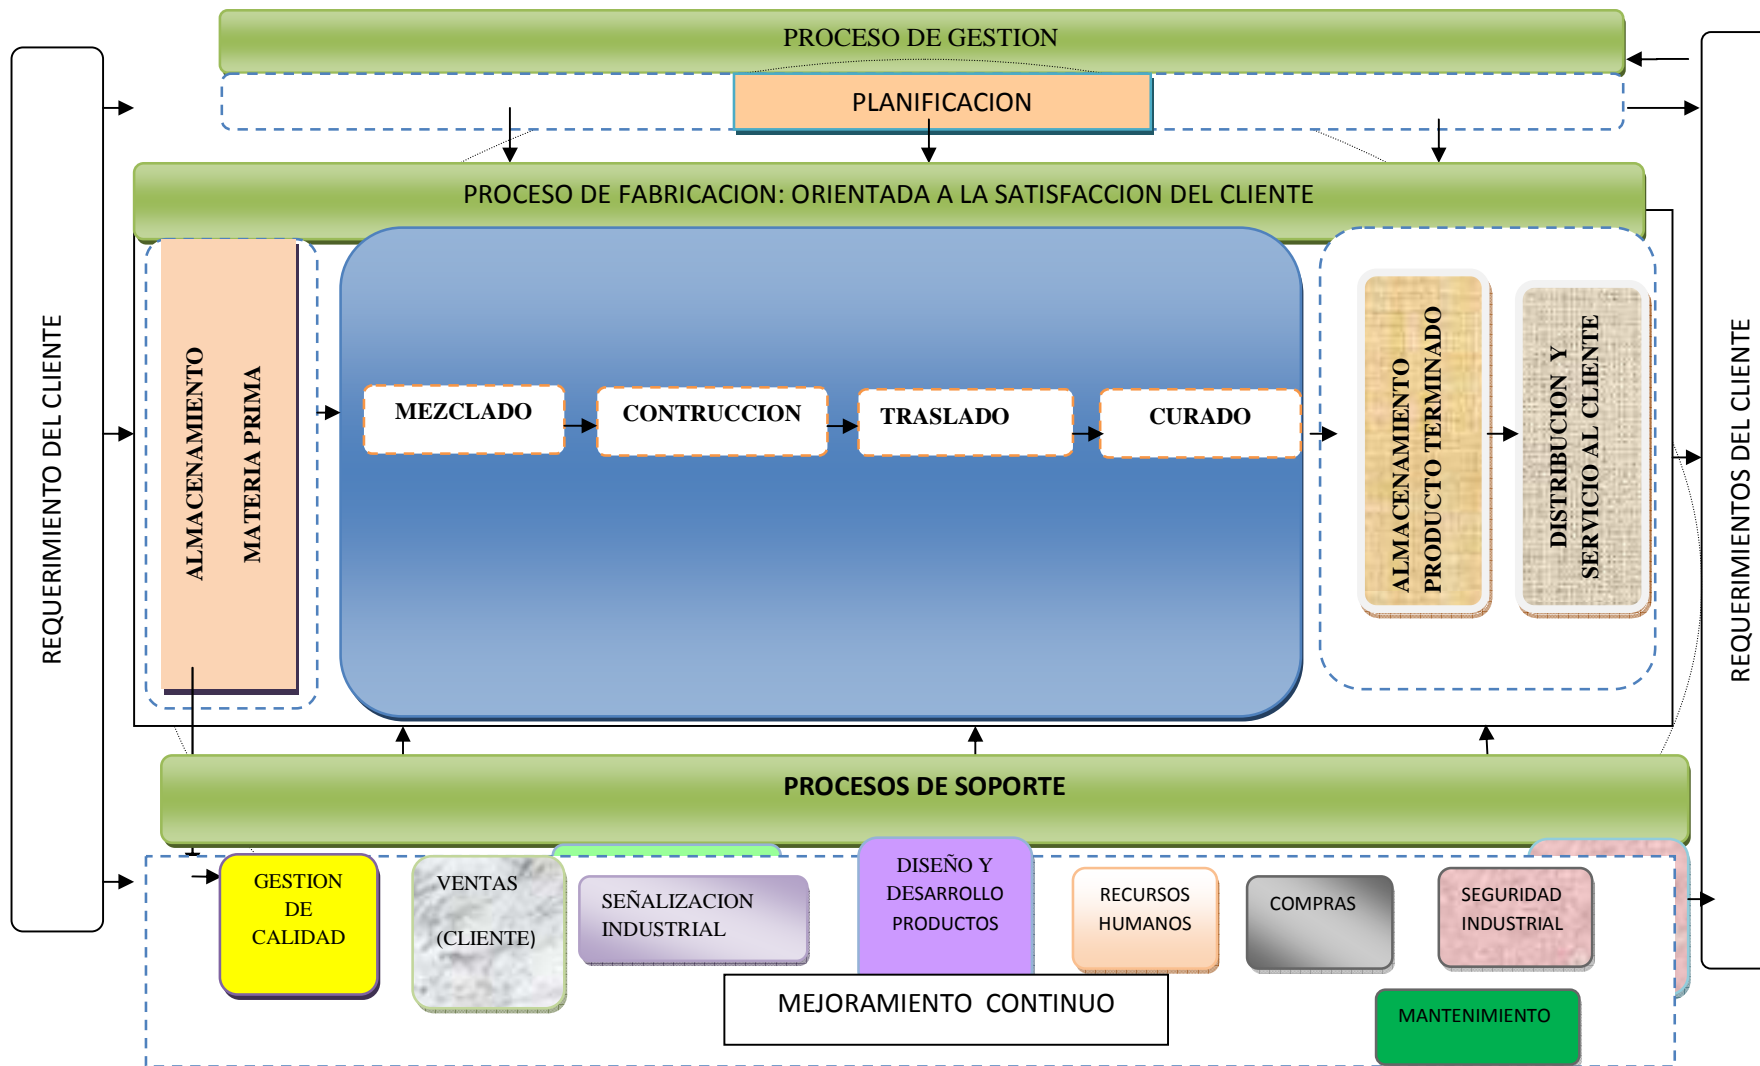 PROCESO DE GESTION
PLANIFICACION
REQUERIMIENTO DEL CLIENTE
PROCESO DE FABRICACION: ORIENTADA A LA SATISFACCION DEL CLIENTE
ALMACENAMIENTO
MATERIA PRIMA
MEZCLADO
CONTRUCCION
TRASLADO
CURADO
ALMACENAMIENTO
PRODUCTO TERMINADO
DISTRIBUCION Y
SERVICIO AL CLIENTE
REQUERIMIENTOS DEL CLIENTE
PROCESOS DE SOPORTE
GESTION
DE
CALIDAD
VENTAS
(CLIENTE)
SEÑALIZACION
INDUSTRIAL
DISEÑO Y
DESARROLLO
PRODUCTOS
RECURSOS
HUMANOS
COMPRAS
SEGURIDAD
INDUSTRIAL
MEJORAMIENTO CONTINUO
MANTENIMIENTO